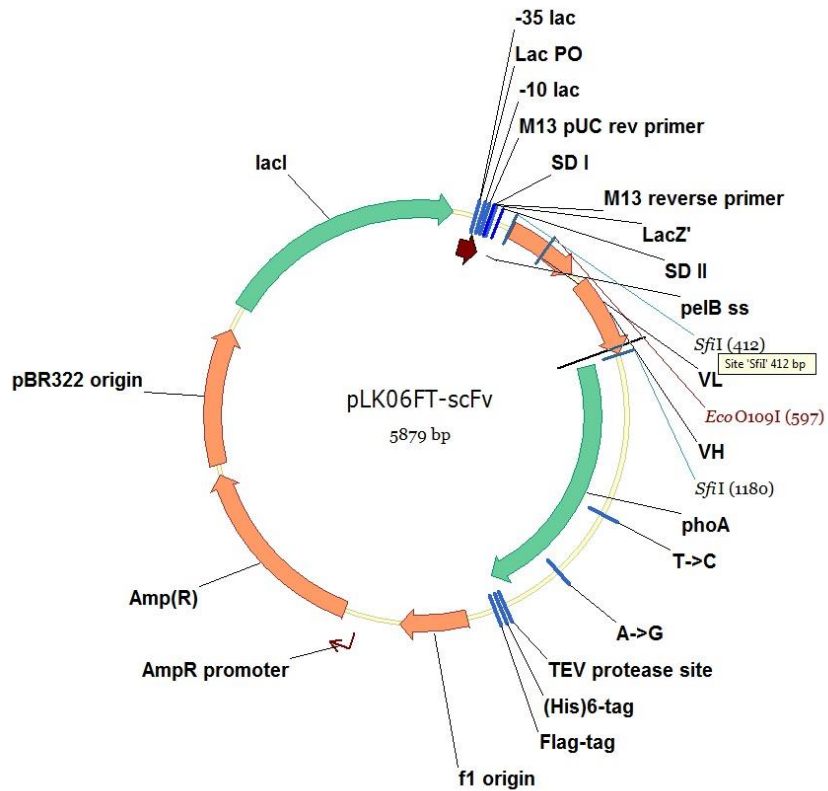 -35 lac
Lac PO
-10 lac
M13 pUC rev primer
SD I
lacI
M13 reverse primer
LacZ'
SD II
pelB ss
SfiI (412)
Site 'SfiI' 412 bp
VL
pBR322 origin
pLK06FT-scFv
5879 bp
EcoO109I (597)
VH
SfiI (1180)
phoA
T->C
Amp(R)
A->G
AmpR promoter
TEV protease site
(His)6-tag
Flag-tag
f1 origin